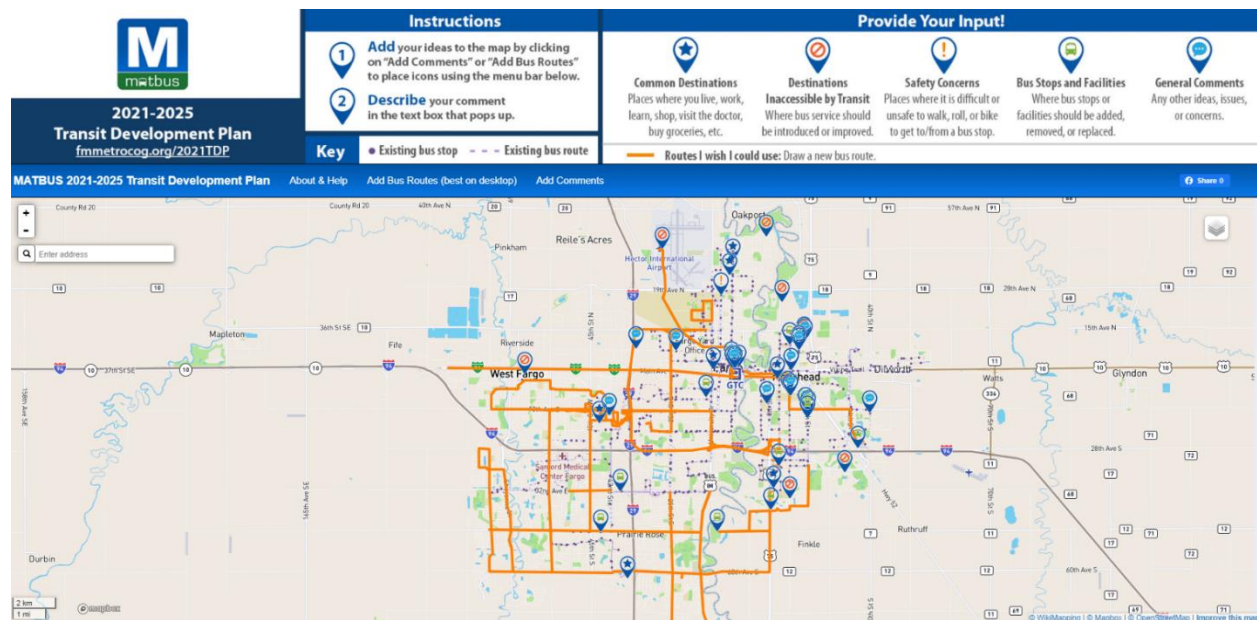 M
matbus
2021-2025
Transit Development Plan
fmmetrocog.org/2021TDP
Instructions
1
Add your ideas to the map by clicking
on "Add Comments" or "Add Bus Routes"
to place icons using the menu bar below.
2
Describe your comment
in the text box that pops up.
Key
Existing bus stop
Existing bus route
Provide Your Input!
Common Destinations
Places where you live, work,
learn, shop, visit the doctor,
buy groceries, etc.
Destinations
Inaccessible by Transit
Where bus service should
be introduced or improved.
Safety Concerns
Places where it is difficult or
unsafe to walk, roll, or bike
to get to/from a bus stop.
Bus Stops and Facilities
Where bus stops or
facilities should be added,
removed, or replaced.
General Comments
Any other ideas, issues,
or concerns.
Routes I wish I could use: Draw a new bus route.
MATBUS 2021-2025 Transit Development Plan
About & Help
Add Bus Routes (best on desktop)
Add Comments
Share 0
+
-
Enter address
County Rd 20
County Rd 20
40th Ave N
57th Ave N
Oakport
Reile's Acres
Pinkham
Hector International
Airport
19th Ave N
28th Ave N
36th St SE
45th St N
Mapleton
Fife
Riverside
15th Ave N
37th St SE
West Fargo
GTC
Dilworth
Watts
Glyndon
28th Ave S
Sanford Medical
Center Fargo
Hwy 52
165th Ave SE
Prairie Rose
Finkle
Ruthruff
Durbin
60th Ave S
2 km
1 mi
mapbox
© WikiMapping | © Mapbox | © OpenStreetMap | Improve this map